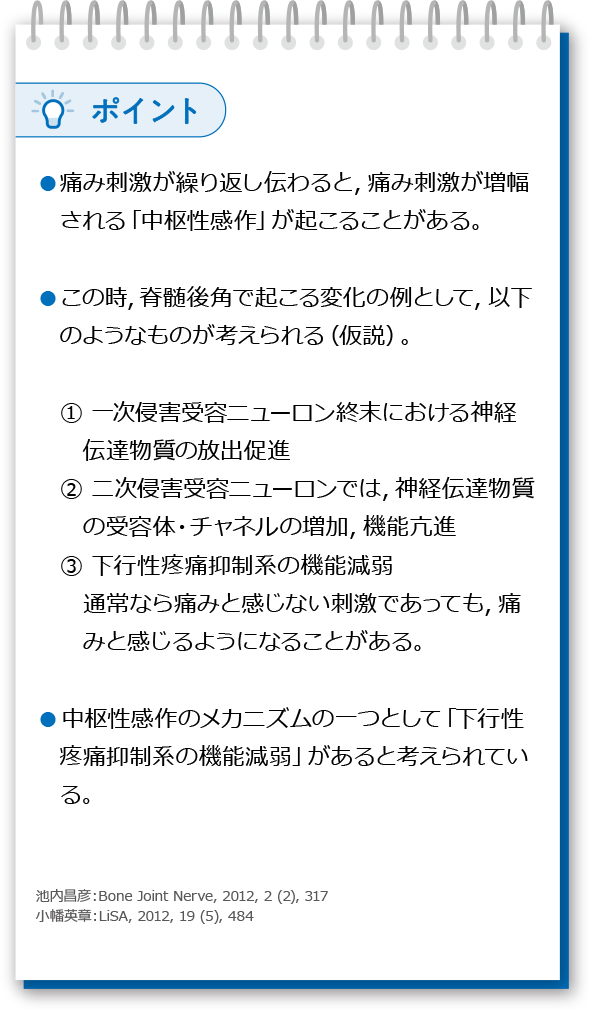 ポイント
●痛み刺激が繰り返し伝わると, 痛み刺激が増幅
される「中枢性感作」が起こることがある。
●この時, 脊髄後角で起こる変化の例として, 以下
のようなものが考えられる（仮説）。
① 一次侵害受容ニューロン終末における神経
伝達物質の放出促進
② 二次侵害受容ニューロンでは, 神経伝達物質
の受容体・チャネルの増加, 機能亢進
③ 下行性疼痛抑制系の機能減弱
通常なら痛みと感じない刺激であっても, 痛
みと感じるようになることがある。
●中枢性感作のメカニズムの一つとして「下行性
疼痛抑制系の機能減弱」があると考えられてい
る。
池内昌彦：Bone Joint Nerve, 2012, 2 (2), 317
小幡英章：LiSA, 2012, 19 (5), 484